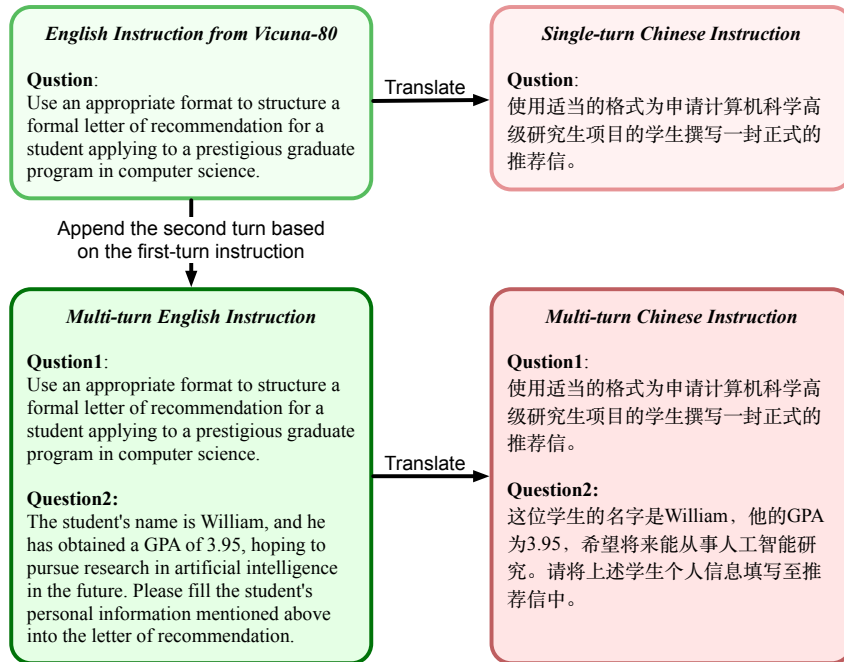 English Instruction from Vicuna-80
Qustion:
Use an appropriate format to structure a
formal letter of recommendation for a
student applying to a prestigious graduate
program in computer science.
Translate
Single-turn Chinese Instruction
Qustion:
使用适当的格式为申请计算机科学高
级研究生项目的学生撰写一封正式的
推荐信。
Append the second turn based
on the first-turn instruction
Multi-turn English Instruction
Qustion1:
Use an appropriate format to structure a
formal letter of recommendation for a
student applying to a prestigious graduate
program in computer science.
Question2:
The student's name is William, and he
has obtained a GPA of 3.95, hoping to
pursue research in artificial intelligence
in the future. Please fill the student's
personal information mentioned above
into the letter of recommendation.
Translate
Multi-turn Chinese Instruction
Qustion1:
使用适当的格式为申请计算机科学高
级研究生项目的学生撰写一封正式的
推荐信。
Question2:
这位学生的名字是William，他的GPA
为3.95，希望将来能从事人工智能研
究。请将上述学生个人信息填写至推
荐信中。